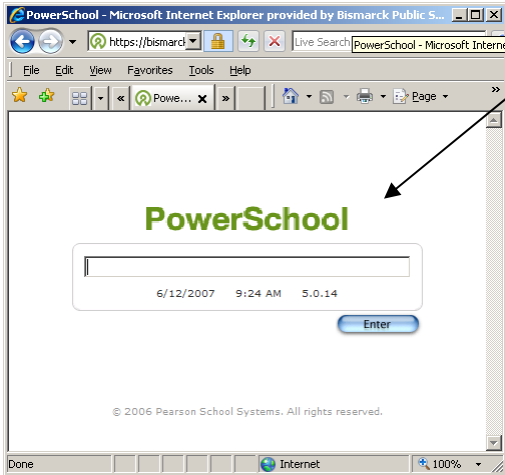 PowerSchool - Microsoft Internet Explorer provided by Bismarck Public S...
https://bismarc Live Search PowerSchool - Microsoft Interne
File Edit View Favorites Tools Help
« Powe... x » Page »
PowerSchool
6/12/2007 9:24 AM 5.0.14
Enter
© 2006 Pearson School Systems. All rights reserved.
Done Internet 100%